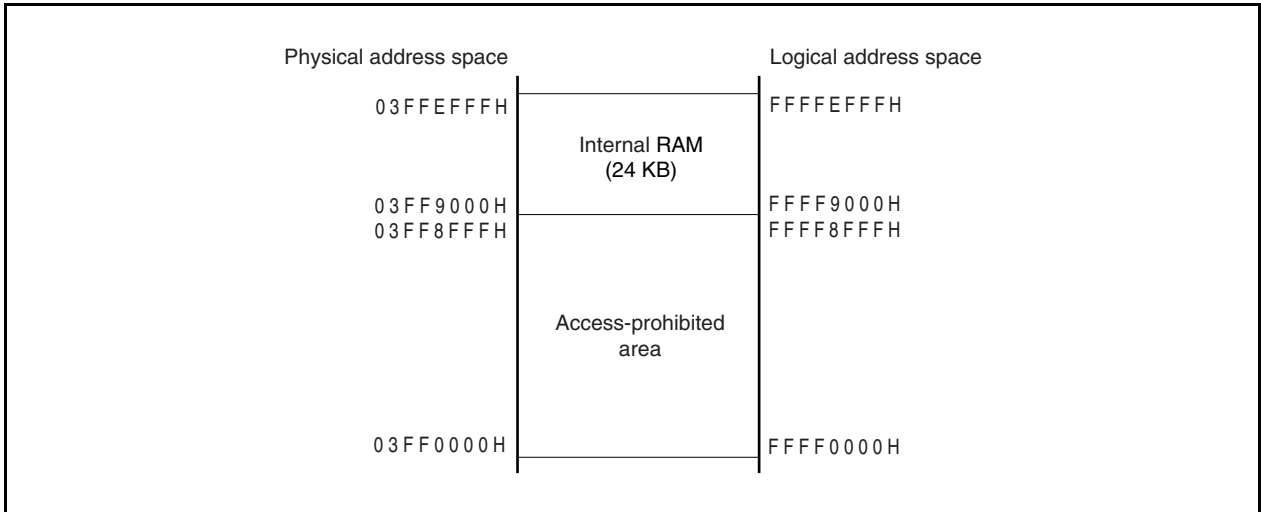 Physical address space
Logical address space
03FFEFFFH
FFFFEFFFH
Internal RAM
(24 KB)
03FF9000H
FFFF9000H
03FF8FFFH
FFFF8FFFH
Access-prohibited
area
03FF0000H
FFFF0000H